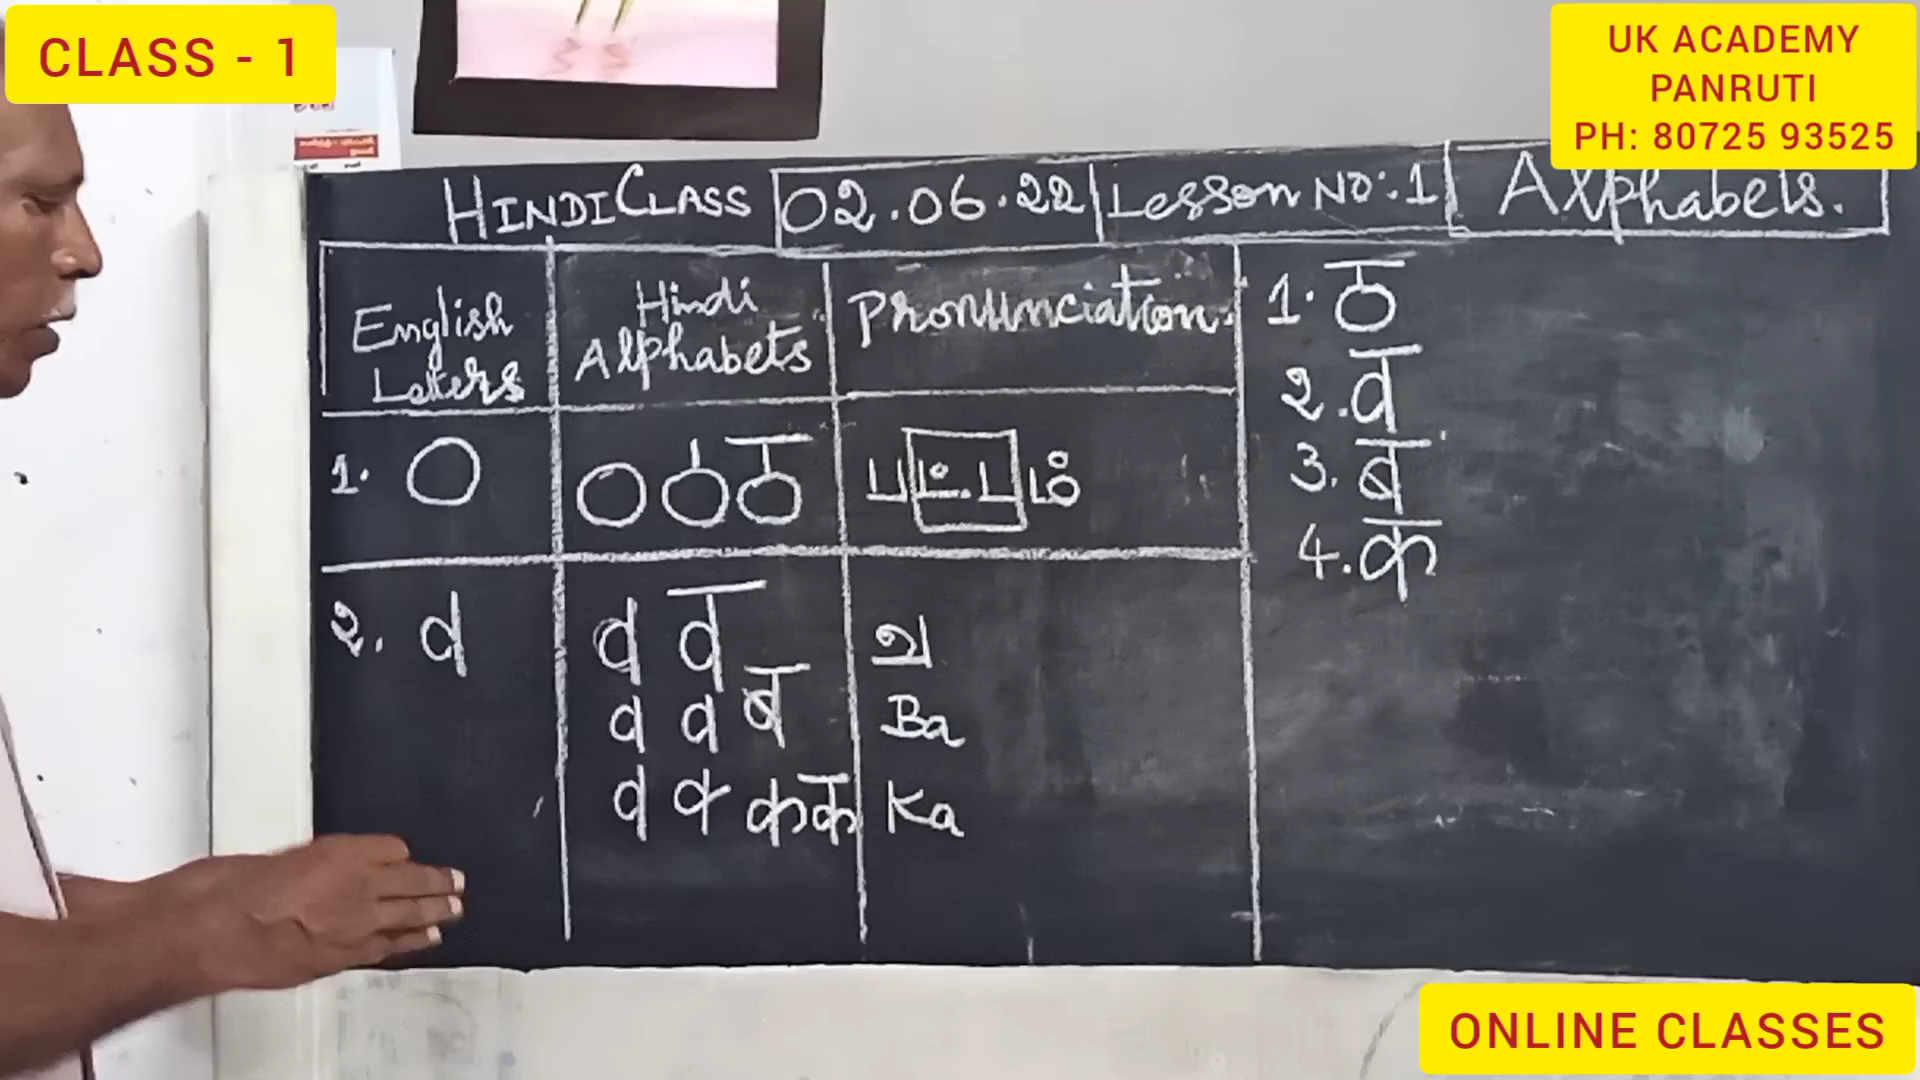 CLASS - 1
UK ACADEMY
PANRUTI
PH: 80725 93525
HINDI CLASS 02.06.22 Lesson NO:.1 Alphabets.
English Letters
Hindi Alphabets
Pronunciation.
1. O
பட்டம்
2. d
d व
d d ब
d क क
வ
Ba
Ka
1. ठ
2. व
3. ब
4. क
ONLINE CLASSES